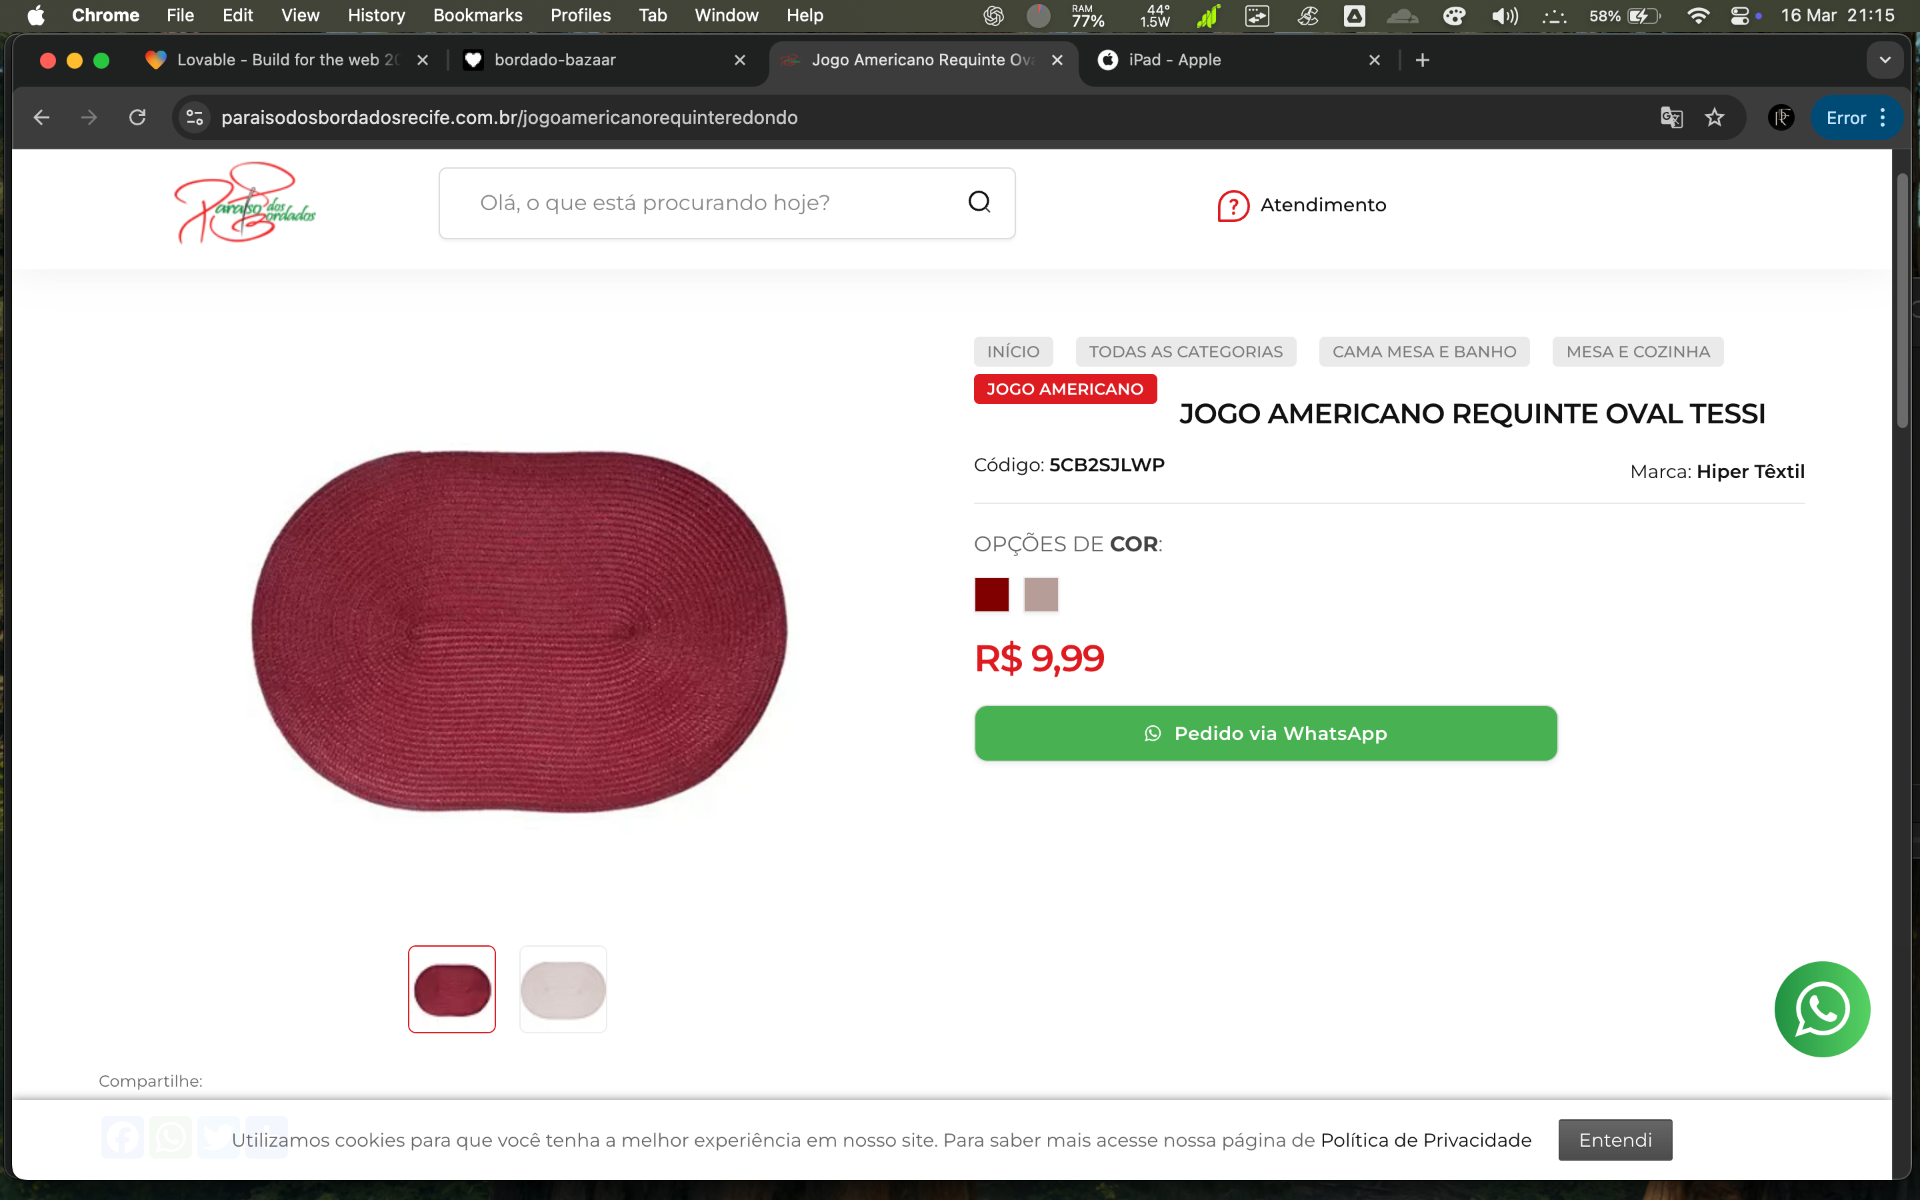 Chrome File Edit View History Bookmarks Profiles Tab Window Help RAM 77% 44° 1.5W 58% 16 Mar 21:15
Lovable - Build for the web 20 bordado-bazaar Jogo Americano Requinte Ova iPad - Apple
paraisodosbordadosrecife.com.br/jogoamericanorequinteredondo Error
Paraíso dos Bordados
Olá, o que está procurando hoje?
Atendimento
INÍCIO TODAS AS CATEGORIAS CAMA MESA E BANHO MESA E COZINHA
JOGO AMERICANO
JOGO AMERICANO REQUINTE OVAL TESSI
Código: 5CB2SJLWP
Marca: Hiper Têxtil
OPÇÕES DE COR:
R$ 9,99
Pedido via WhatsApp
Compartilhe:
Utilizamos cookies para que você tenha a melhor experiência em nosso site. Para saber mais acesse nossa página de Política de Privacidade
Entendi